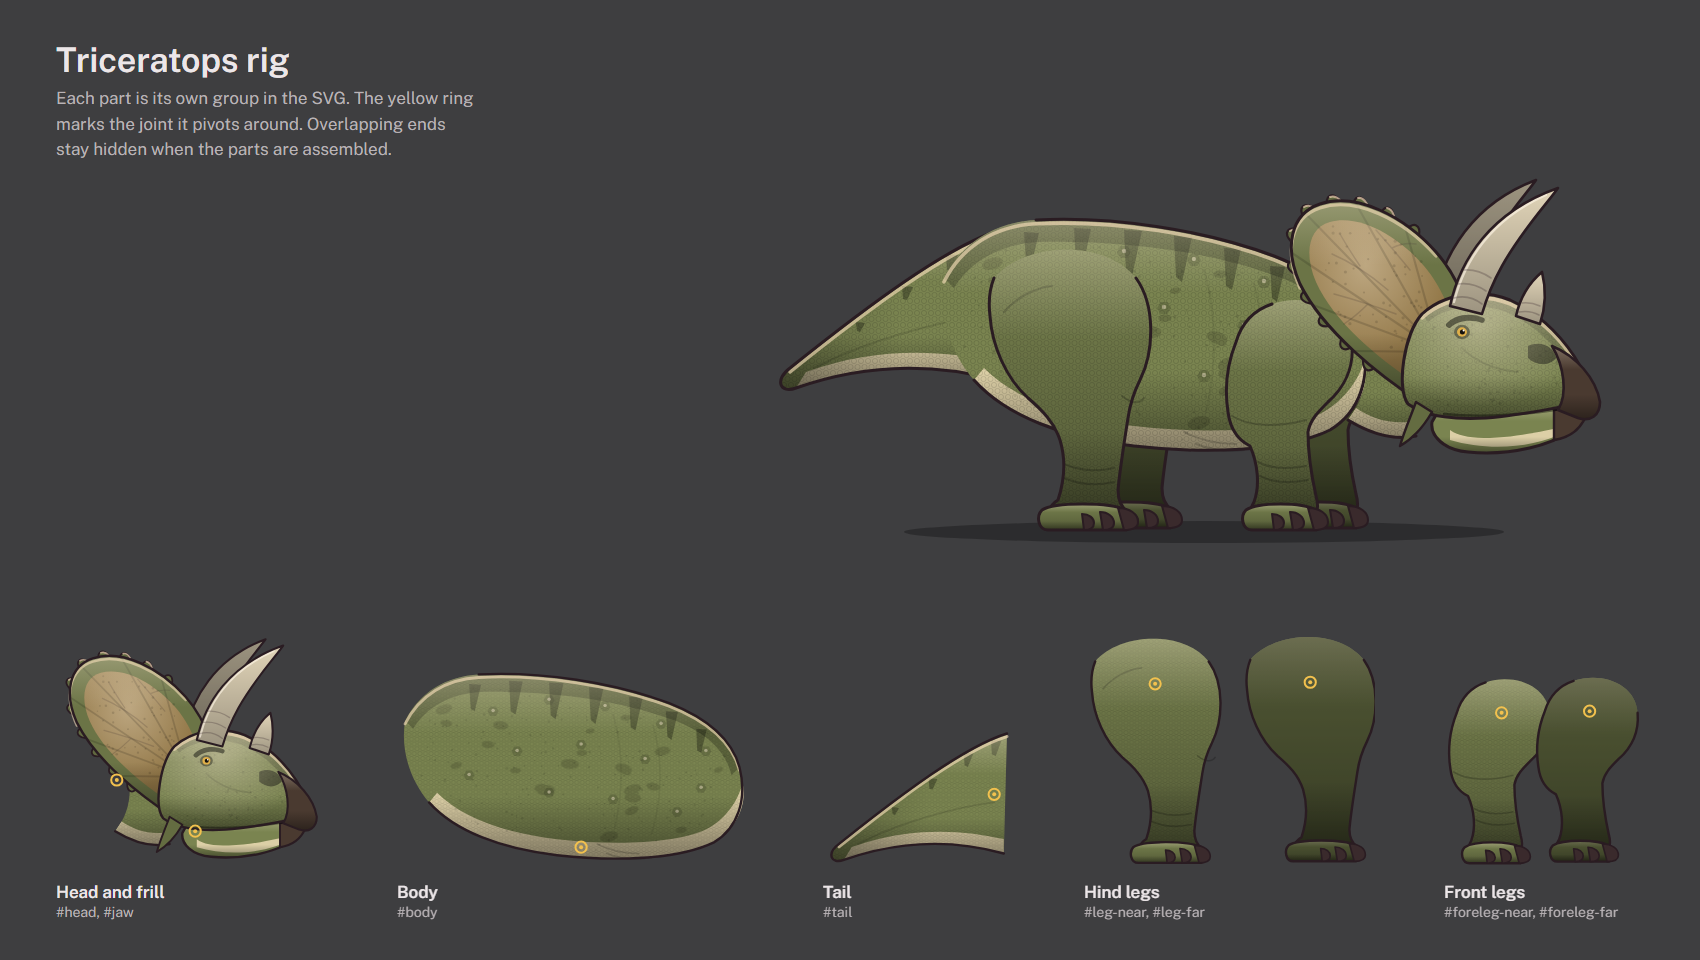 Triceratops rig
Each part is its own group in the SVG. The yellow ring
marks the joint it pivots around. Overlapping ends
stay hidden when the parts are assembled.
Head and frill
#head, #jaw
Body
#body
Tail
#tail
Hind legs
#leg-near, #leg-far
Front legs
#foreleg-near, #foreleg-far